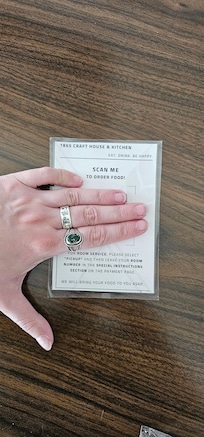 1865 CRAFT HOUSE & KITCHEN
EAT. DRINK. BE HAPPY.
SCAN ME
TO ORDER FOOD!
ROOM SERVICE, PLEASE SELECT
"PICKUP" AND THEN LEAVE YOUR ROOM
NUMBER IN THE SPECIAL INSTRUCTIONS
SECTION ON THE PAYMENT PAGE.
WE WILL BRING YOUR FOOD TO YOU